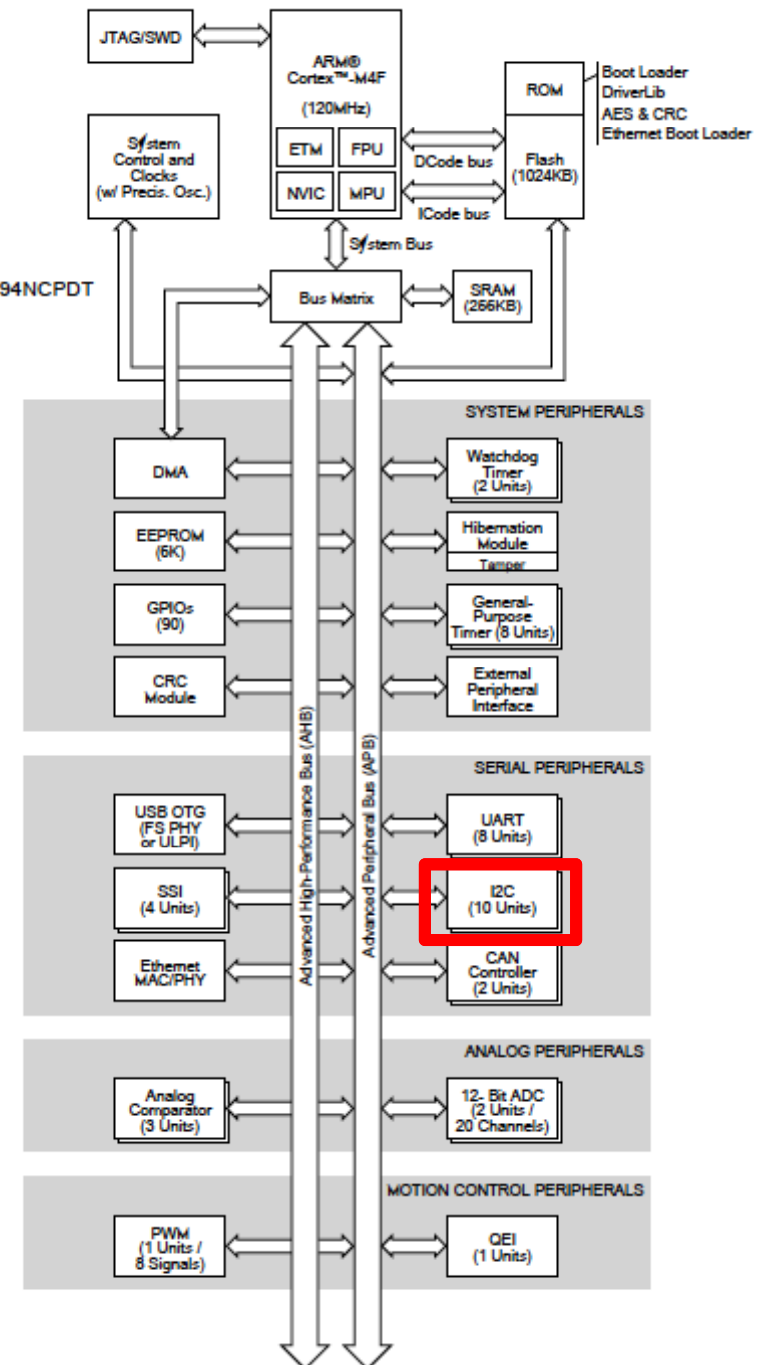 JTAG/SWD
ARM®
Cortex™-M4F
(120MHz)
ETM
FPU
NVIC
MPU
ROM
Flash
(1024KB)
Boot Loader
DriverLib
AES & CRC
Ethernet Boot Loader
DCode bus
ICode bus
System
Control and
Clocks
(w/ Precis. Osc.)
System Bus
94NCPDT
Bus Matrix
SRAM
(266KB)
SYSTEM PERIPHERALS
DMA
Watchdog
Timer
(2 Units)
EEPROM
(6K)
Hibernation
Module
Tamper
GPIOs
(90)
General-
Purpose
Timer (8 Units)
CRC
Module
External
Peripheral
Interface
Advanced High-Performance Bus (AHB)
Advanced Peripheral Bus (APB)
SERIAL PERIPHERALS
USB OTG
(FS PHY
or ULPI)
UART
(8 Units)
SSI
(4 Units)
I2C
(10 Units)
Ethernet
MAC/PHY
CAN
Controller
(2 Units)
ANALOG PERIPHERALS
Analog
Comparator
(3 Units)
12- Bit ADC
(2 Units /
20 Channels)
MOTION CONTROL PERIPHERALS
PWM
(1 Units /
8 Signals)
QEI
(1 Units)